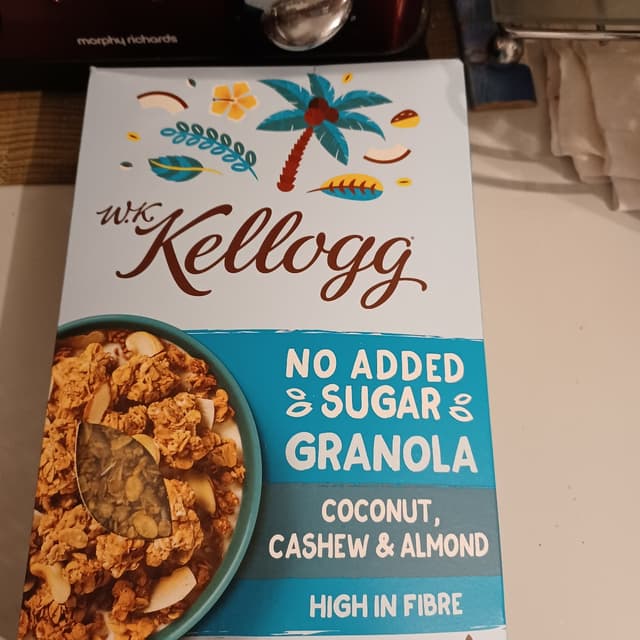 morphy richards
W.K.
Kellogg
NO ADDED
SUGAR
GRANOLA
COCONUT,
CASHEW & ALMOND
HIGH IN FIBRE